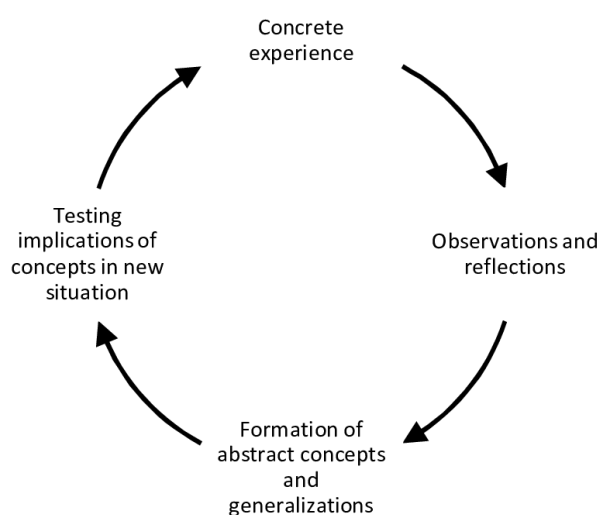 Concrete
experience
Observations and
reflections
Formation of
abstract concepts
and
generalizations
Testing
implications of
concepts in new
situation